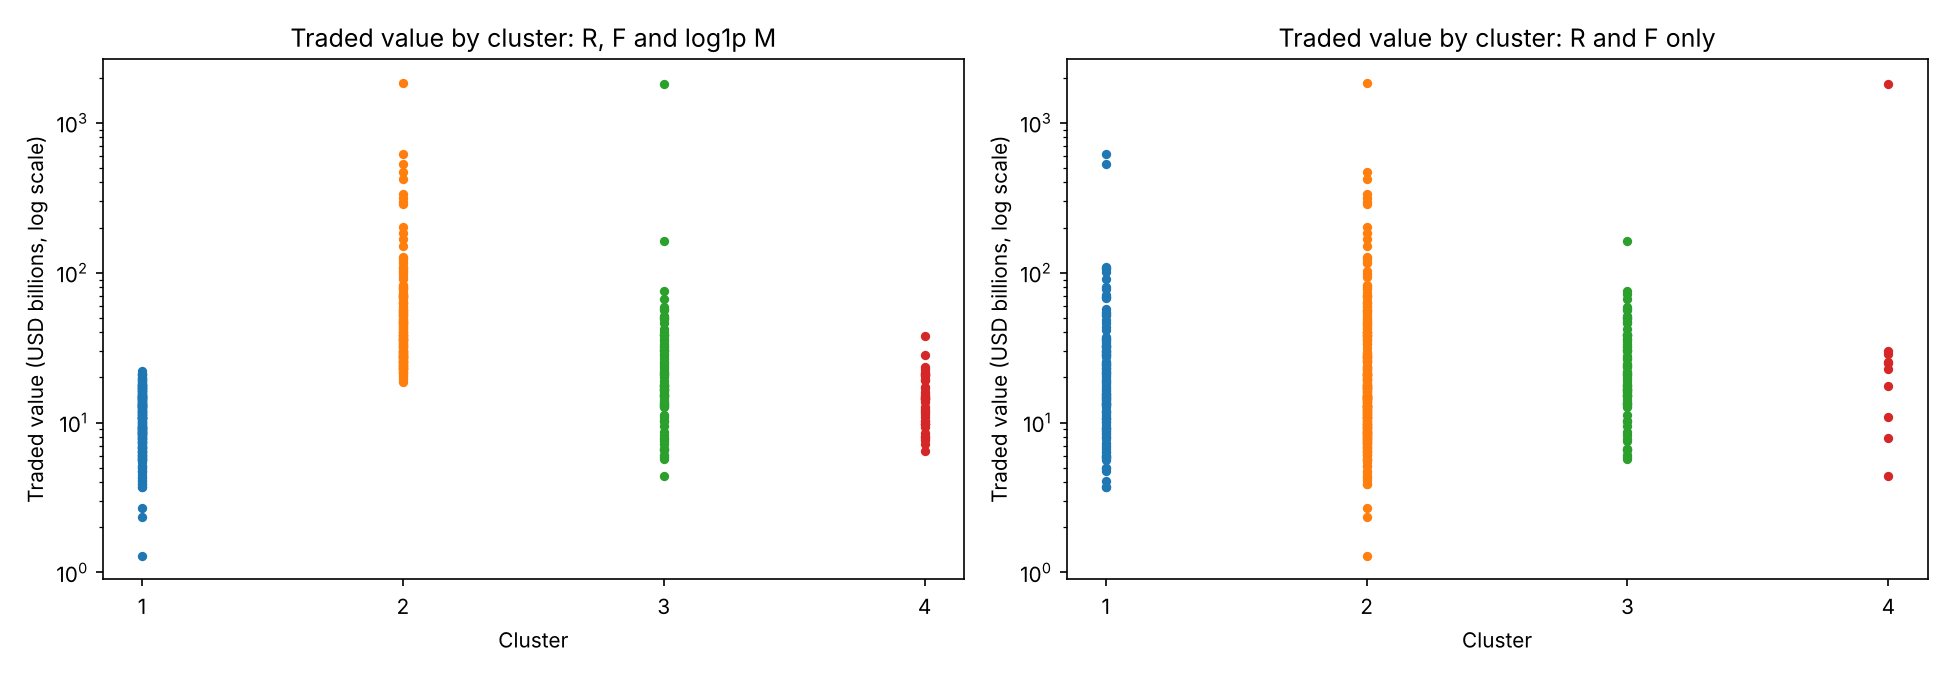 Traded value by cluster: R, F and log1p M
Traded value (USD billions, log scale)
10³
10²
10¹
10⁰
1 2 3 4
Cluster
Traded value by cluster: R and F only
Traded value (USD billions, log scale)
10³
10²
10¹
10⁰
1 2 3 4
Cluster